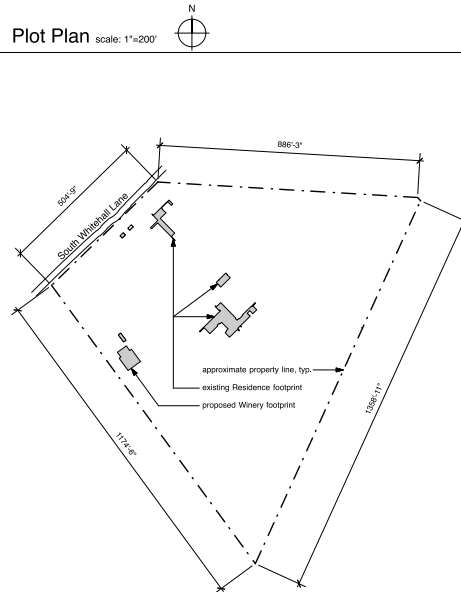 N
Plot Plan scale: 1"=200'
886'-3"
504'-9"
South Whitehall Lane
approximate property line, typ.
existing Residence footprint
proposed Winery footprint
1358'-11"
1174'-6"